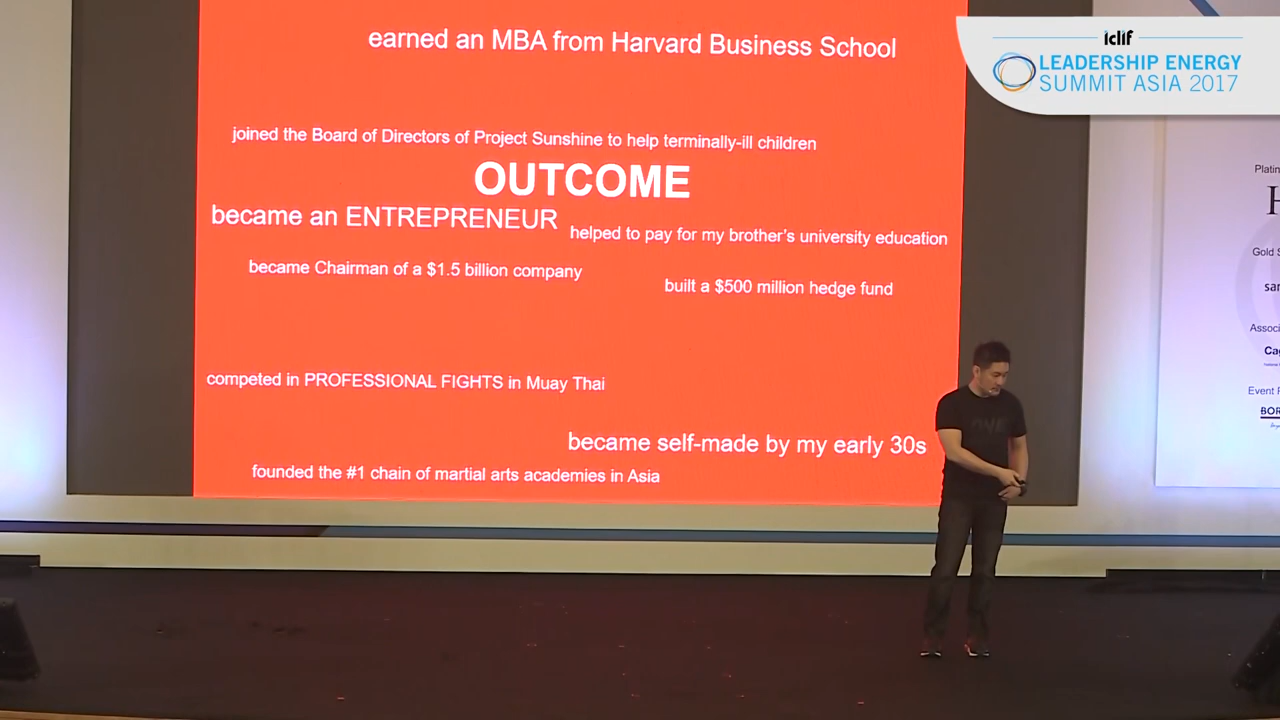 earned an MBA from Harvard Business School
iclif
LEADERSHIP ENERGY
SUMMIT ASIA 2017
joined the Board of Directors of Project Sunshine to help terminally-ill children
OUTCOME
became an ENTREPRENEUR
helped to pay for my brother's university education
became Chairman of a $1.5 billion company
built a $500 million hedge fund
competed in PROFESSIONAL FIGHTS in Muay Thai
became self-made by my early 30s
founded the #1 chain of martial arts academies in Asia
Gold
Event